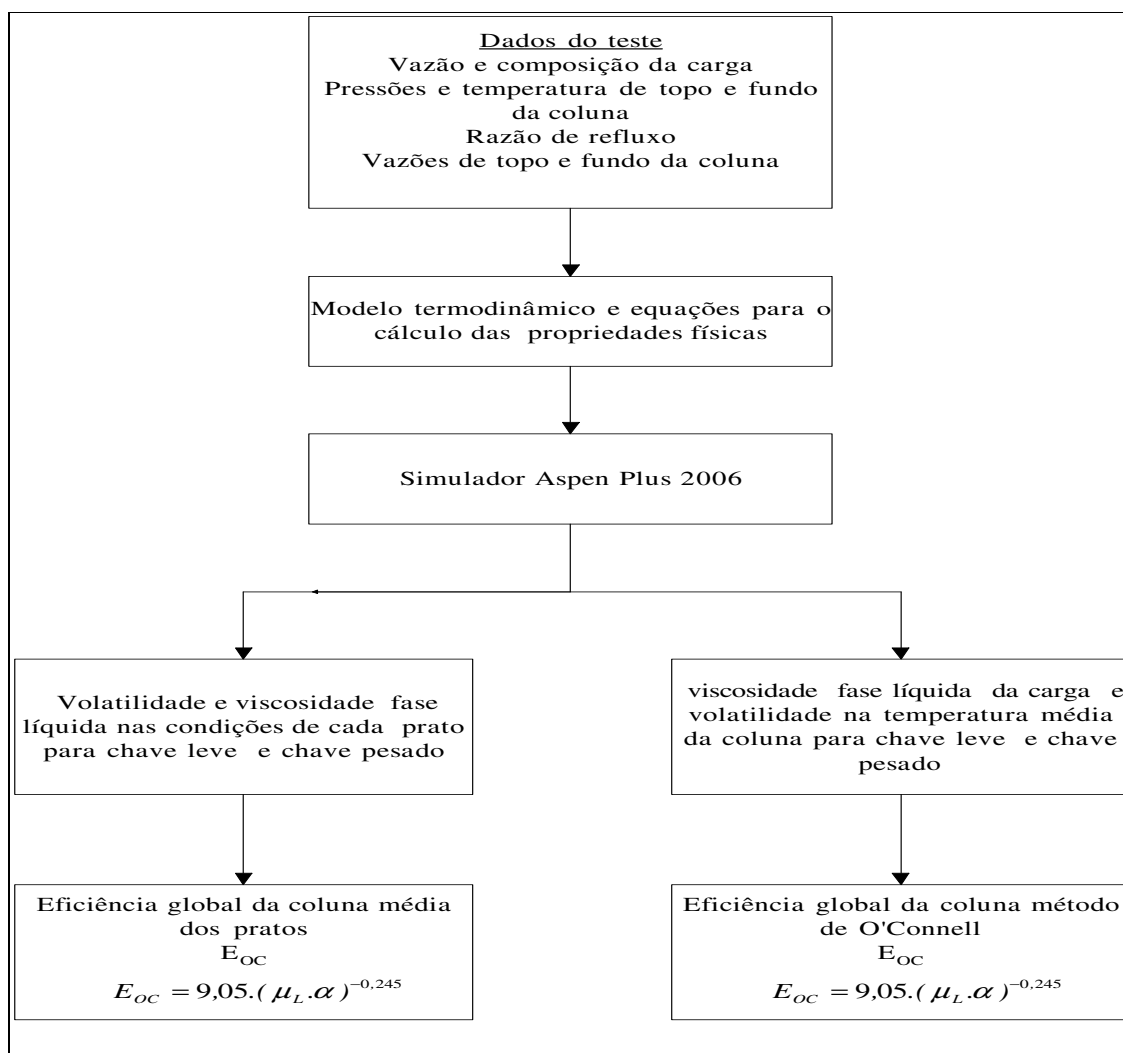 Dados do teste
Vazão e composição da carga
Pressões e temperatura de topo e fundo
da coluna
Razão de refluxo
Vazões de topo e fundo da coluna
Modelo termodinâmico e equações para o
cálculo das propriedades físicas
Simulador Aspen Plus 2006
Volatilidade e viscosidade fase
líquida nas condições de cada prato
para chave leve e chave pesado
viscosidade fase líquida da carga e
volatilidade na temperatura média
da coluna para chave leve e chave
pesado
Eficiência global da coluna média
dos pratos
E_OC
E_OC = 9,05.(μ_L.α)^−0,245
Eficiência global da coluna método
de O'Connell
E_OC
E_OC = 9,05.(μ_L.α)^−0,245